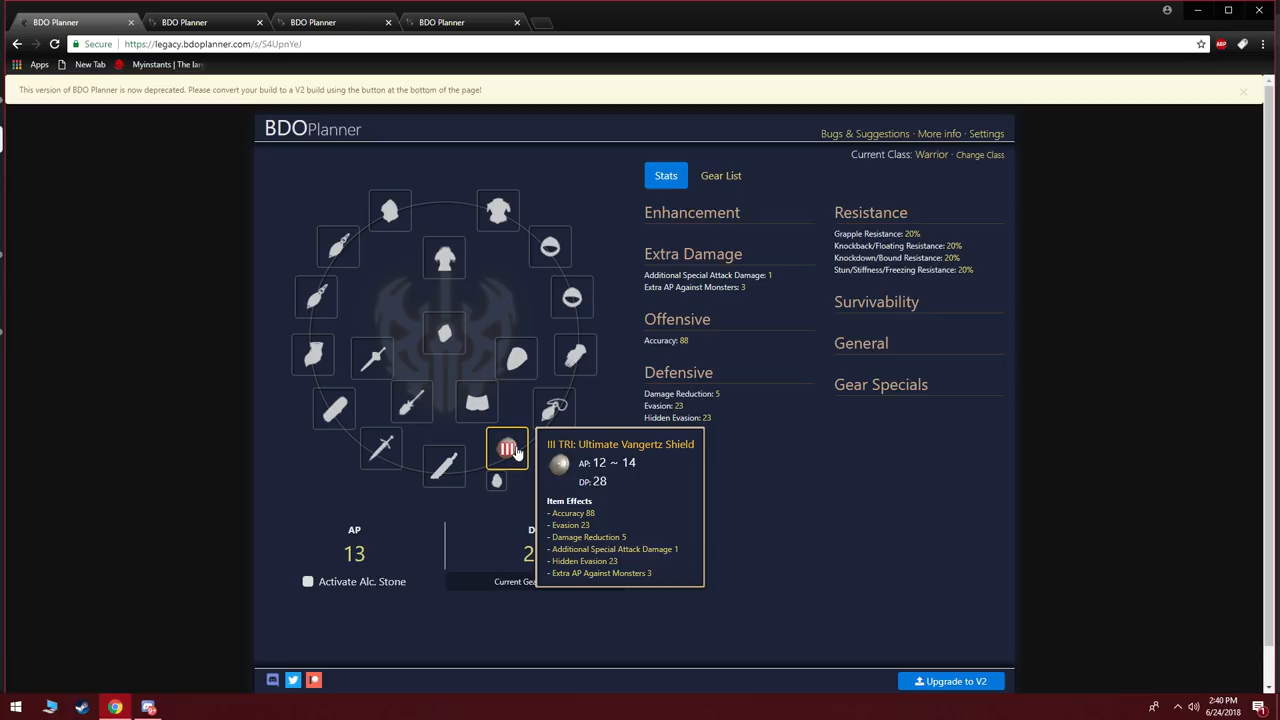 BDO Planner
BDO Planner
BDO Planner
BDO Planner
Secure
https://legacy.bdoplanner.com/s/S4UpnYeJ
ABP
Apps
New Tab
Myinstants | The lar
This version of BDO Planner is now deprecated. Please convert your build to a V2 build using the button at the bottom of the page!
BDOPlanner
Bugs & Suggestions · More info · Settings
Current Class: Warrior · Change Class
Stats
Gear List
Enhancement
Extra Damage
Additional Special Attack Damage: 1
Extra AP Against Monsters: 3
Offensive
Accuracy: 88
Defensive
Damage Reduction: 5
Evasion: 23
Hidden Evasion: 23
Resistance
Grapple Resistance: 20%
Knockback/Floating Resistance: 20%
Knockdown/Bound Resistance: 20%
Stun/Stiffness/Freezing Resistance: 20%
Survivability
General
Gear Specials
III
III TRI: Ultimate Vangertz Shield
AP: 12 ~ 14
DP: 28
Item Effects
- Accuracy 88
- Evasion 23
- Damage Reduction 5
- Additional Special Attack Damage 1
- Hidden Evasion 23
- Extra AP Against Monsters 3
AP
13
D
2
Activate Alc. Stone
Current Gea
Upgrade to V2
2:40 PM
6/24/2018